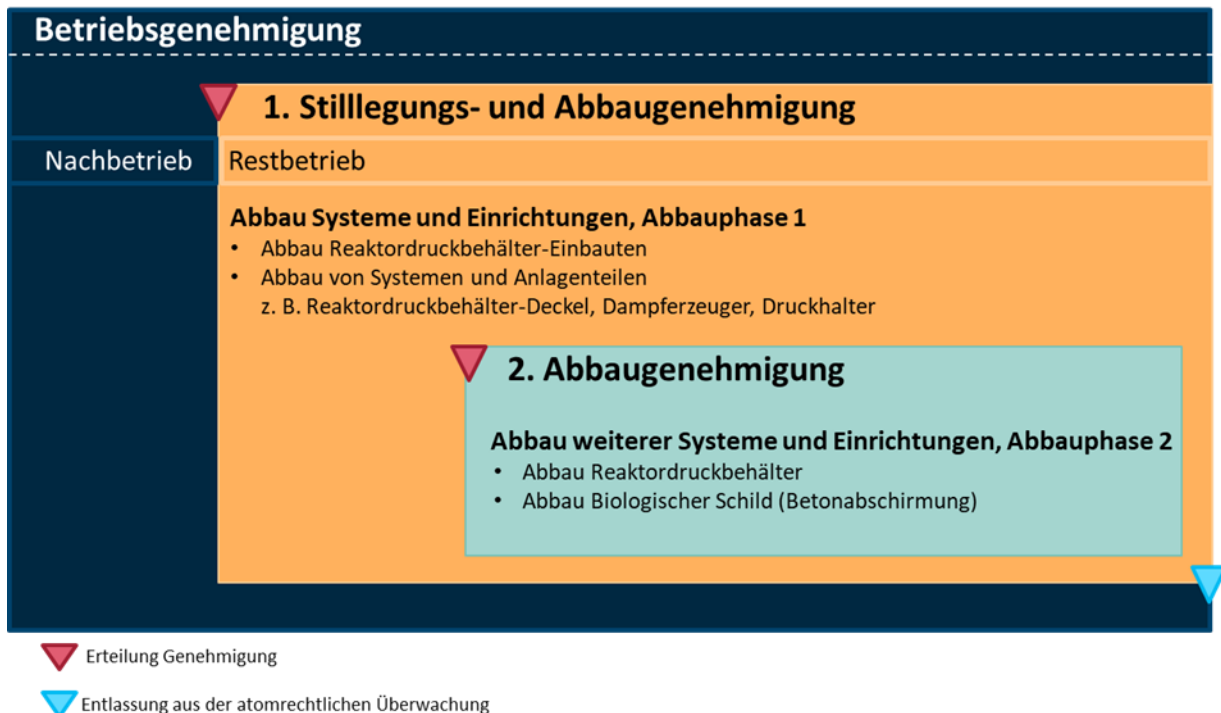 Betriebsgenehmigung
1. Stilllegungs- und Abbaugenehmigung
Nachbetrieb
Restbetrieb
Abbau Systeme und Einrichtungen, Abbauphase 1
• Abbau Reaktordruckbehälter-Einbauten
• Abbau von Systemen und Anlagenteilen
z. B. Reaktordruckbehälter-Deckel, Dampferzeuger, Druckhalter
2. Abbaugenehmigung
Abbau weiterer Systeme und Einrichtungen, Abbauphase 2
• Abbau Reaktordruckbehälter
• Abbau Biologischer Schild (Betonabschirmung)
Erteilung Genehmigung
Entlassung aus der atomrechtlichen Überwachung